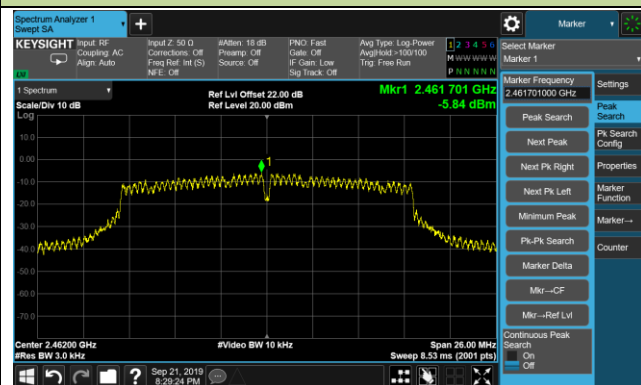 Spectrum Analyzer 1
Swept SA
Marker
KEYSIGHT
Input: RF
Coupling: AC
Align: Auto
Input Z: 50 Ω
Corrections: Off
Freq Ref: Int (S)
NFE: Off
#Atten: 18 dB
Preamp: Off
Source: Off
PNO: Fast
Gate: Off
IF Gain: Low
Sig Track: Off
Avg Type: Log-Power
Avg|Hold:>100/100
Trig: Free Run
1 2 3 4 5 6
M W W W W W
P N N N N N
Select Marker
Marker 1
LVI
1 Spectrum
Scale/Div 10 dB
Log
Ref Lvl Offset 22.00 dB
Ref Level 20.00 dBm
Mkr1 2.461 701 GHz
-5.84 dBm
10.0
0.00
-10.0
-20.0
-30.0
-40.0
-50.0
-60.0
-70.0
1
Center 2.46200 GHz
#Res BW 3.0 kHz
#Video BW 10 kHz
Span 26.00 MHz
Sweep 8.53 ms (2001 pts)
Marker Frequency
2.461701000 GHz
Peak Search
Next Peak
Next Pk Right
Next Pk Left
Minimum Peak
Pk-Pk Search
Marker Delta
Mkr→CF
Mkr→Ref Lvl
Continuous Peak
Search
On
Off
Settings
Peak
Search
Pk Search
Config
Properties
Marker
Function
Marker→
Counter
?
Sep 21, 2019
8:29:24 PM